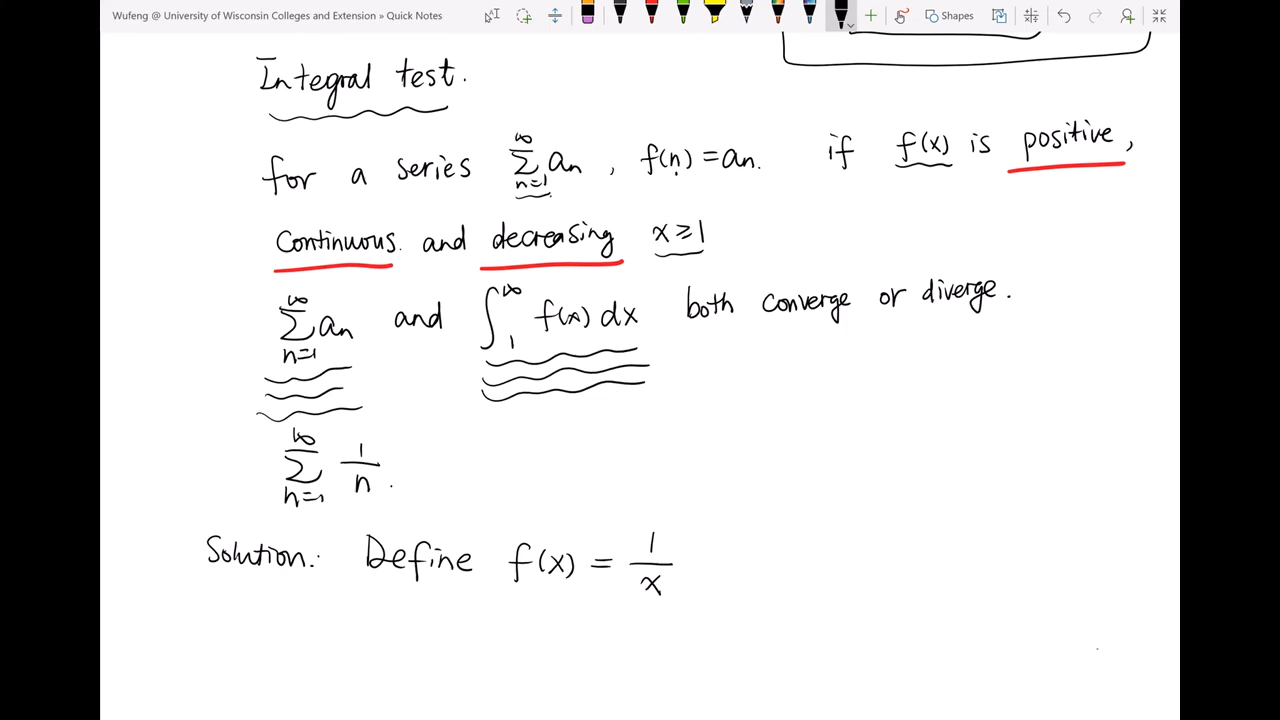 Wufeng @ University of Wisconsin Colleges and Extension » Quick Notes
Shapes
Integral test.
for a series ∑_{n=1}^{∞} a_n , f(n) = a_n. if f(x) is positive,
continuous. and decreasing x ≥ 1
∑_{n=1}^{∞} a_n and ∫_1^∞ f(x) dx both converge or diverge.
∑_{n=1}^{∞} 1/n .
Solution: Define f(x) = 1/x